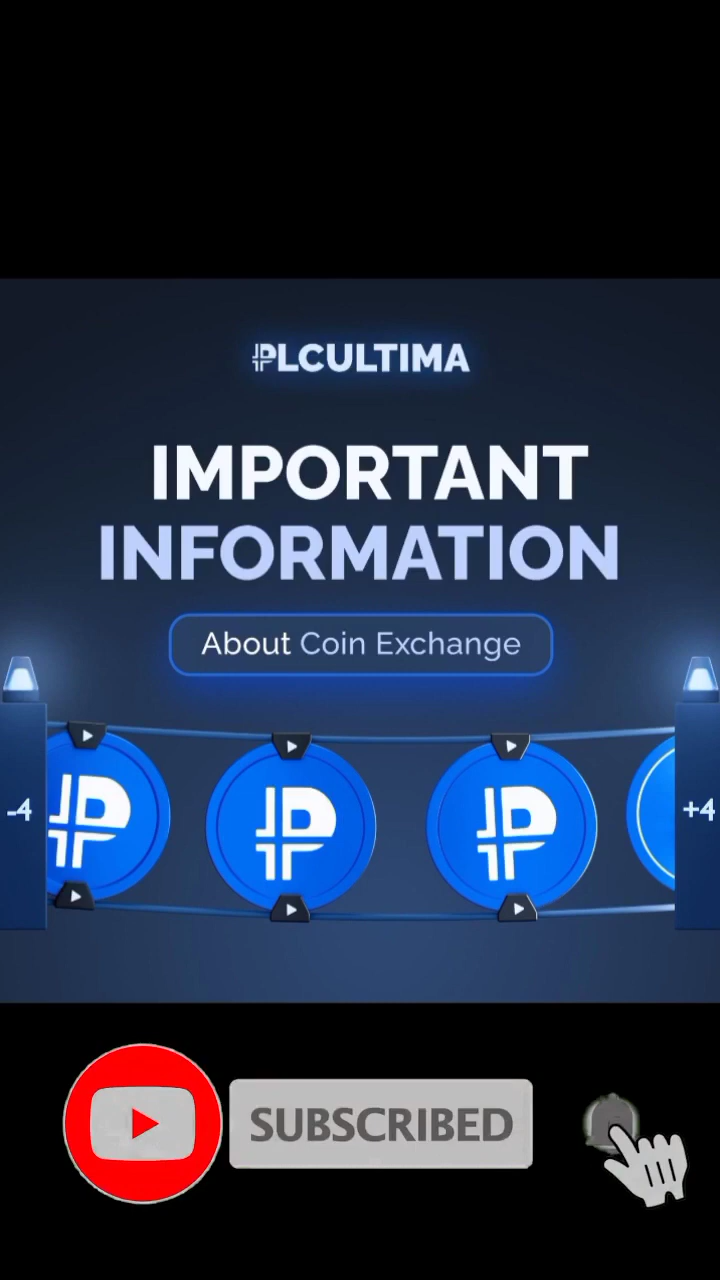 PLCULTIMA
IMPORTANT
INFORMATION
About Coin Exchange
-4
+4
SUBSCRIBED